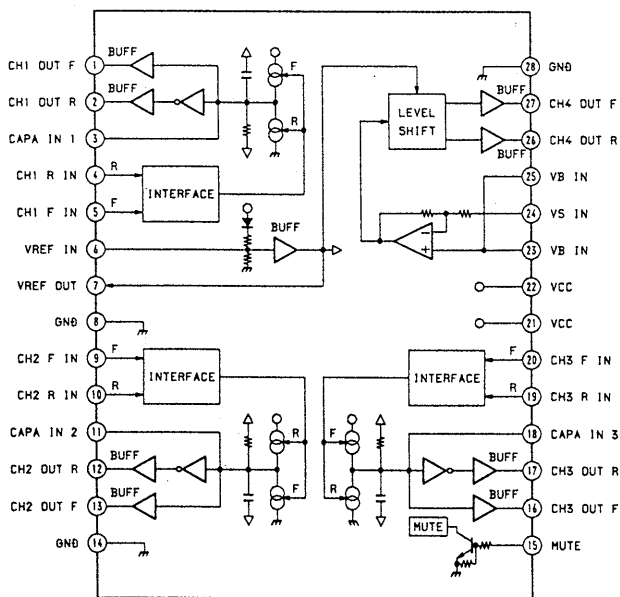 CH1 OUT F 1 BUFF
CH1 OUT R 2 BUFF
CAPA IN 1 3
CH1 R IN 4 R
CH1 F IN 5 F
INTERFACE
F
R
VREF IN 6
BUFF
VREF OUT 7
GND 8
CH2 F IN 9 F
CH2 R IN 10 R
INTERFACE
CAPA IN 2 11
R
F
CH2 OUT R 12 BUFF
CH2 OUT F 13 BUFF
GND 14
28 GND
BUFF 27 CH4 OUT F
LEVEL
SHIFT
BUFF 26 CH4 OUT R
25 VB IN
24 VS IN
- +
23 VB IN
22 VCC
21 VCC
F 20 CH3 F IN
R 19 CH3 R IN
INTERFACE
18 CAPA IN 3
F
R
BUFF 17 CH3 OUT R
BUFF 16 CH3 OUT F
MUTE
15 MUTE